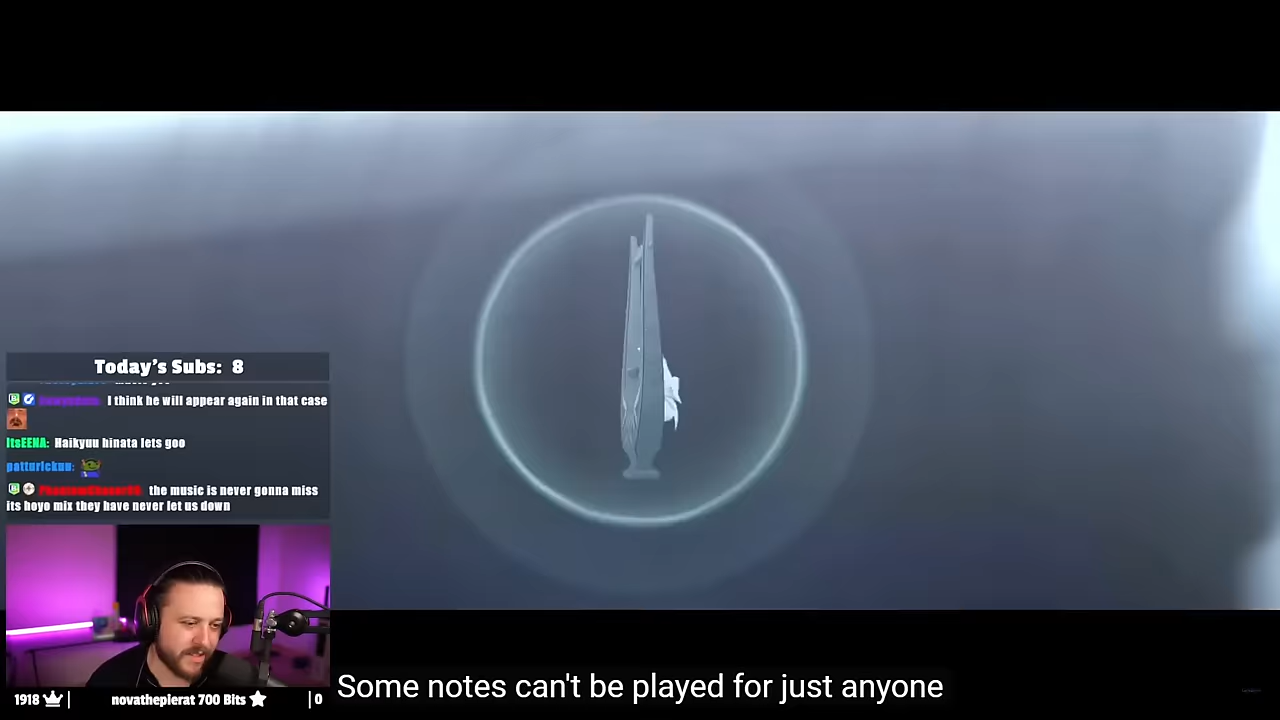 Today's Subs: 8
I think he will appear again in that case
ItsEENA: Haikyuu hinata lets goo
patturickuu:
the music is never gonna miss
its hoyo mix they have never let us down
1918 | novathepierat 700 Bits | 0
Some notes can't be played for just anyone